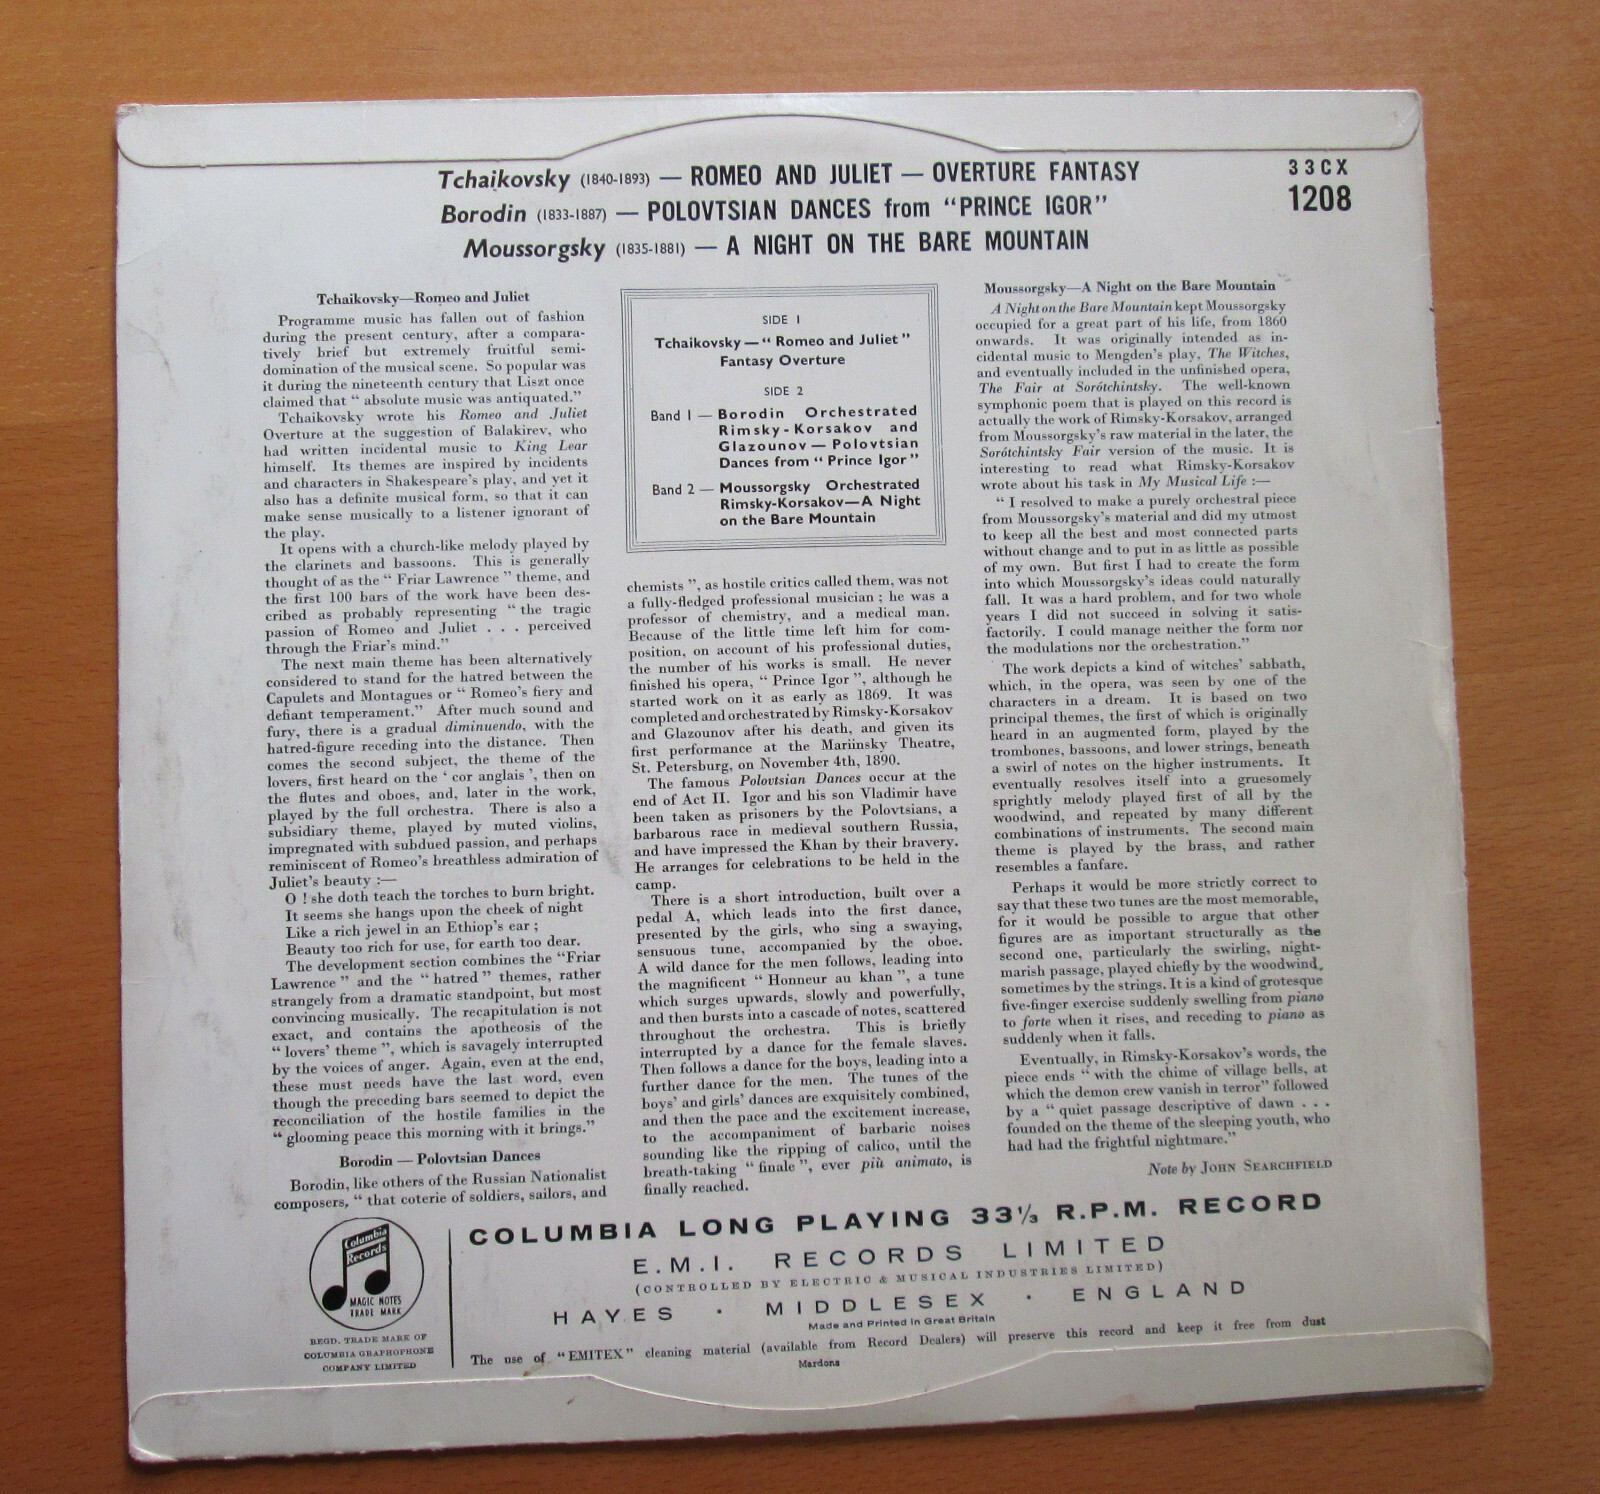 Tchaikovsky (1840-1893) — ROMEO AND JULIET — OVERTURE FANTASY
Borodin (1833-1887) — POLOVTSIAN DANCES from "PRINCE IGOR"
Moussorgsky (1835-1881) — A NIGHT ON THE BARE MOUNTAIN
33CX
1208
Tchaikovsky—Romeo and Juliet
Programme music has fallen out of fashion
during the present century, after a compara-
tively brief but extremely fruitful semi-
domination of the musical scene. So popular was
it during the nineteenth century that Liszt once
claimed that " absolute music was antiquated."
Tchaikovsky wrote his Romeo and Juliet
Overture at the suggestion of Balakirev, who
had written incidental music to King Lear
himself. Its themes are inspired by incidents
and characters in Shakespeare's play, and yet it
also has a definite musical form, so that it can
make sense musically to a listener ignorant of
the play.
It opens with a church-like melody played by
the clarinets and bassoons. This is generally
thought of as the " Friar Lawrence " theme, and
the first 100 bars of the work have been des-
cribed as probably representing " the tragic
passion of Romeo and Juliet . . . perceived
through the Friar's mind."
The next main theme has been alternatively
considered to stand for the hatred between the
Capulets and Montagues or " Romeo's fiery and
defiant temperament." After much sound and
fury, there is a gradual diminuendo, with the
hatred-figure receding into the distance. Then
comes the second subject, the theme of the
lovers, first heard on the ' cor anglais ', then on
the flutes and oboes, and, later in the work,
played by the full orchestra. There is also a
subsidiary theme, played by muted violins,
impregnated with subdued passion, and perhaps
reminiscent of Romeo's breathless admiration of
Juliet's beauty :—
O ! she doth teach the torches to burn bright.
It seems she hangs upon the cheek of night
Like a rich jewel in an Ethiop's ear ;
Beauty too rich for use, for earth too dear.
The development section combines the "Friar
Lawrence " and the " hatred " themes, rather
strangely from a dramatic standpoint, but most
convincing musically. The recapitulation is not
exact, and contains the apotheosis of the
" lovers' theme ", which is savagely interrupted
by the voices of anger. Again, even at the end,
these must needs have the last word, even
though the preceding bars seemed to depict the
reconciliation of the hostile families in the
" glooming peace this morning with it brings."
Borodin — Polovtsian Dances
Borodin, like others of the Russian Nationalist
composers, " that coterie of soldiers, sailors, and
SIDE 1
Tchaikovsky — " Romeo and Juliet "
Fantasy Overture
SIDE 2
Band 1 — Borodin Orchestrated
Rimsky-Korsakov and
Glazounov — Polovtsian
Dances from " Prince Igor "
Band 2 — Moussorgsky Orchestrated
Rimsky-Korsakov—A Night
on the Bare Mountain
chemists ", as hostile critics called them, was not
a fully-fledged professional musician ; he was a
professor of chemistry, and a medical man.
Because of the little time left him for com-
position, on account of his professional duties,
the number of his works is small. He never
finished his opera, " Prince Igor ", although he
started work on it as early as 1869. It was
completed and orchestrated by Rimsky-Korsakov
and Glazounov after his death, and given its
first performance at the Mariinsky Theatre,
St. Petersburg, on November 4th, 1890.
The famous Polovtsian Dances occur at the
end of Act II. Igor and his son Vladimir have
been taken as prisoners by the Polovtsians, a
barbarous race in medieval southern Russia,
and have impressed the Khan by their bravery.
He arranges for celebrations to be held in the
camp.
There is a short introduction, built over a
pedal A, which leads into the first dance,
presented by the girls, who sing a swaying,
sensuous tune, accompanied by the oboe.
A wild dance for the men follows, leading into
the magnificent " Honneur au khan ", a tune
which surges upwards, slowly and powerfully,
and then bursts into a cascade of notes, scattered
throughout the orchestra. This is briefly
interrupted by a dance for the female slaves.
Then follows a dance for the boys, leading into a
further dance for the men. The tunes of the
boys' and girls' dances are exquisitely combined,
and then the pace and the excitement increase,
to the accompaniment of barbaric noises
sounding like the ripping of calico, until the
breath-taking " finale ", ever più animato, is
finally reached.
Moussorgsky—A Night on the Bare Mountain
A Night on the Bare Mountain kept Moussorgsky
occupied for a great part of his life, from 1860
onwards. It was originally intended as in-
cidental music to Mengden's play, The Witches,
and eventually included in the unfinished opera,
The Fair at Sorótchintsky. The well-known
symphonic poem that is played on this record is
actually the work of Rimsky-Korsakov, arranged
from Moussorgsky's raw material in the later, the
Sorótchintsky Fair version of the music. It is
interesting to read what Rimsky-Korsakov
wrote about his task in My Musical Life :—
" I resolved to make a purely orchestral piece
from Moussorgsky's material and did my utmost
to keep all the best and most connected parts
without change and to put in as little as possible
of my own. But first I had to create the form
into which Moussorgsky's ideas could naturally
fall. It was a hard problem, and for two whole
years I did not succeed in solving it satis-
factorily. I could manage neither the form nor
the modulations nor the orchestration."
The work depicts a kind of witches' sabbath,
which, in the opera, was seen by one of the
characters in a dream. It is based on two
principal themes, the first of which is originally
heard in an augmented form, played by the
trombones, bassoons, and lower strings, beneath
a swirl of notes on the higher instruments. It
eventually resolves itself into a gruesomely
sprightly melody played first of all by the
woodwind, and repeated by many different
combinations of instruments. The second main
theme is played by the brass, and rather
resembles a fanfare.
Perhaps it would be more strictly correct to
say that these two tunes are the most memorable,
for it would be possible to argue that other
figures are as important structurally as the
second one, particularly the swirling, night-
marish passage, played chiefly by the woodwind,
sometimes by the strings. It is a kind of grotesque
five-finger exercise suddenly swelling from piano
to forte when it rises, and receding to piano as
suddenly when it falls.
Eventually, in Rimsky-Korsakov's words, the
piece ends " with the chime of village bells, at
which the demon crew vanish in terror" followed
by a " quiet passage descriptive of dawn . . .
founded on the theme of the sleeping youth, who
had had the frightful nightmare."
Note by JOHN SEARCHFIELD
Columbia
Records
MAGIC NOTES
TRADE MARK
REGD. TRADE MARK OF
COLUMBIA GRAPHOPHONE
COMPANY LIMITED
COLUMBIA LONG PLAYING 33⅓ R.P.M. RECORD
E.M.I. RECORDS LIMITED
(CONTROLLED BY ELECTRIC & MUSICAL INDUSTRIES LIMITED)
HAYES · MIDDLESEX · ENGLAND
Made and Printed in Great Britain
The use of "EMITEX" cleaning material (available from Record Dealers) will preserve this record and keep it free from dust
Mardons